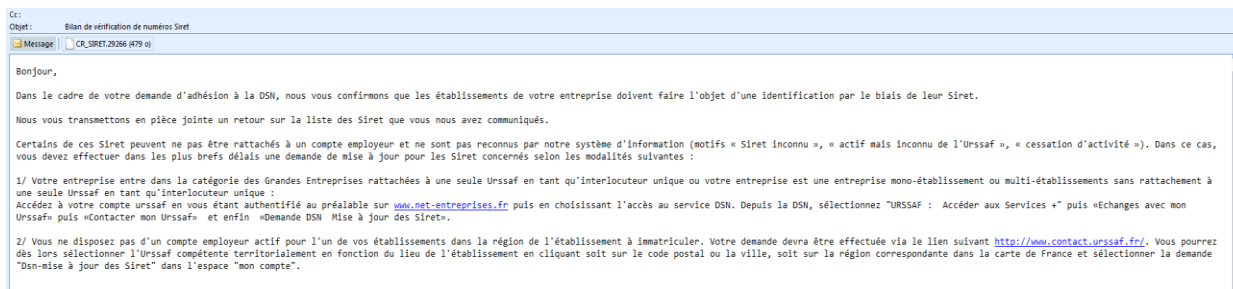 Cc :
Objet : Bilan de vérification de numéros Siret
Message CR_SIRET.29266 (479 o)
Bonjour,
Dans le cadre de votre demande d'adhésion à la DSN, nous vous confirmons que les établissements de votre entreprise doivent faire l'objet d'une identification par le biais de leur Siret.
Nous vous transmettons en pièce jointe un retour sur la liste des Siret que vous nous avez communiqués.
Certains de ces Siret peuvent ne pas être rattachés à un compte employeur et ne sont pas reconnus par notre système d'information (motifs « Siret inconnu », « actif mais inconnu de l'Urssaf », « cessation d'activité »). Dans ce cas,
vous devez effectuer dans les plus brefs délais une demande de mise à jour pour les Siret concernés selon les modalités suivantes :
1/ Votre entreprise entre dans la catégorie des Grandes Entreprises rattachées à une seule Urssaf en tant qu'interlocuteur unique ou votre entreprise est une entreprise mono-établissement ou multi-établissements sans rattachement à
une seule Urssaf en tant qu'interlocuteur unique :
Accédez à votre compte urssaf en vous étant authentifié au préalable sur www.net-entreprises.fr puis en choisissant l'accès au service DSN. Depuis la DSN, sélectionnez "URSSAF : Accéder aux Services +" puis «Echanges avec mon
Urssaf» puis «Contacter mon Urssaf» et enfin «Demande DSN Mise à jour des Siret».
2/ Vous ne disposez pas d'un compte employeur actif pour l'un de vos établissements dans la région de l'établissement à immatriculer. Votre demande devra être effectuée via le lien suivant http://www.contact.urssaf.fr/. Vous pourrez
dès lors sélectionner l'Urssaf compétente territorialement en fonction du lieu de l'établissement en cliquant soit sur le code postal ou la ville, soit sur la région correspondante dans la carte de France et sélectionner la demande
"Dsn-mise à jour des Siret" dans l'espace "mon compte".